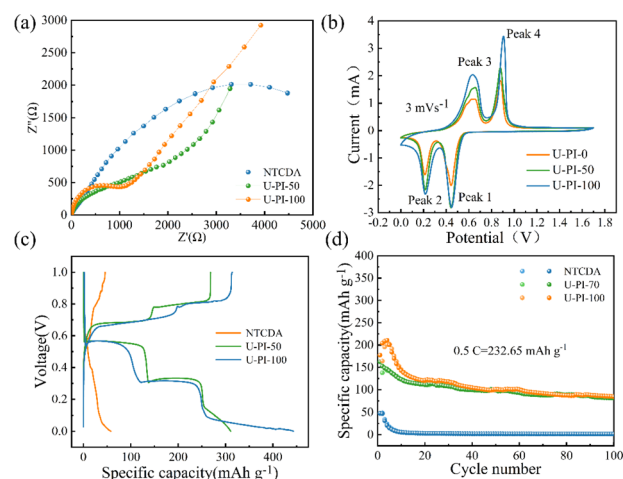 (a)
3000
2500
2000
1500
1000
500
0
Z''(Ω)
NTCDA
U-PI-50
U-PI-100
0 1000 2000 3000 4000 5000
Z'(Ω)
(b)
4
3
2
1
0
-1
-2
-3
Current（mA）
Peak 4
Peak 3
3 mVs-1
U-PI-0
U-PI-50
U-PI-100
Peak 2
Peak 1
0.0 0.2 0.4 0.6 0.8 1.0 1.2 1.4 1.6 1.8
Potential（V）
(c)
1.0
0.8
0.6
0.4
0.2
0.0
Voltage(V)
NTCDA
U-PI-50
U-PI-100
0 100 200 300 400
Specific capacity(mAh g-1)
(d)
400
350
300
250
200
150
100
50
0
Specific capacity(mAh g-1)
NTCDA
U-PI-70
U-PI-100
0.5 C=232.65 mAh g-1
0 20 40 60 80 100
Cycle number